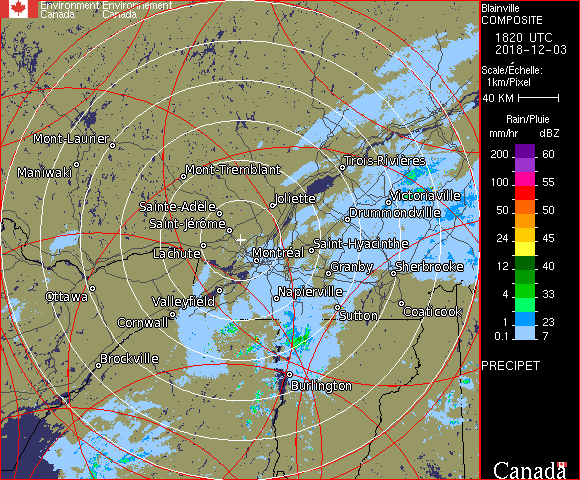 Environment Environnement
Canada Canada
Blainville
COMPOSITE
1820 UTC
2018-12-03
Scale/Échelle:
1km/Pixel
40 KM
Rain/Pluie
mm/hr dBZ
200 60
100 55
50 50
24 45
12 40
4 33
1 23
0.1 7
PRECIPET
Mont-Laurier
Maniwaki
Mont-Tremblant
Trois-Rivières
Sainte-Adèle
Joliette
Victoriaville
Saint-Jérôme
Drummondville
Lachute
Montréal
Saint-Hyacinthe
Granby
Sherbrooke
Ottawa
Valleyfield
Napierville
Cornwall
Sutton
Coaticook
Brockville
Burlington
Canada